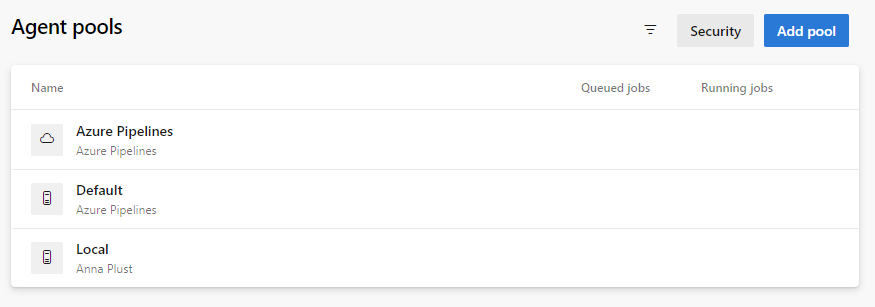 Agent pools
Security
Add pool
Name
Queued jobs
Running jobs
Azure Pipelines
Azure Pipelines
Default
Azure Pipelines
Local
Anna Plust